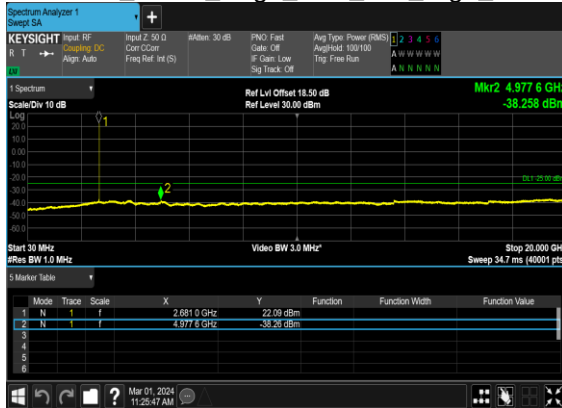 Spectrum Analyzer 1
Swept SA
+
KEYSIGHT Input: RF Input Z: 50 Ω #Atten: 30 dB PNO: Fast Avg Type: Power (RMS) 1 2 3 4 5 6
R T Coupling: DC Corr CCorr Gate: Off Avg|Hold: 100/100 A W W W W W
Align: Auto Freq Ref: Int (S) IF Gain: Low Trig: Free Run
LU Sig Track: Off A N N N N N
1 Spectrum Ref Lvl Offset 18.50 dB Mkr2 4.977 6 GHz
Scale/Div 10 dB Ref Level 30.00 dBm -38.258 dBm
Log 1
20.0
10.0
0.00
-10.0
-20.0 DL1 -25.00 dBm
-30.0 2
-40.0
-50.0
-60.0
Start 30 MHz Video BW 3.0 MHz* Stop 20.000 GHz
#Res BW 1.0 MHz Sweep 34.7 ms (40001 pts)
5 Marker Table
Mode Trace Scale X Y Function Function Width Function Value
1 N 1 f 2.681 0 GHz 22.09 dBm
2 N 1 f 4.977 6 GHz -38.26 dBm
3
4
5
6
? Mar 01, 2024
11:25:47 AM